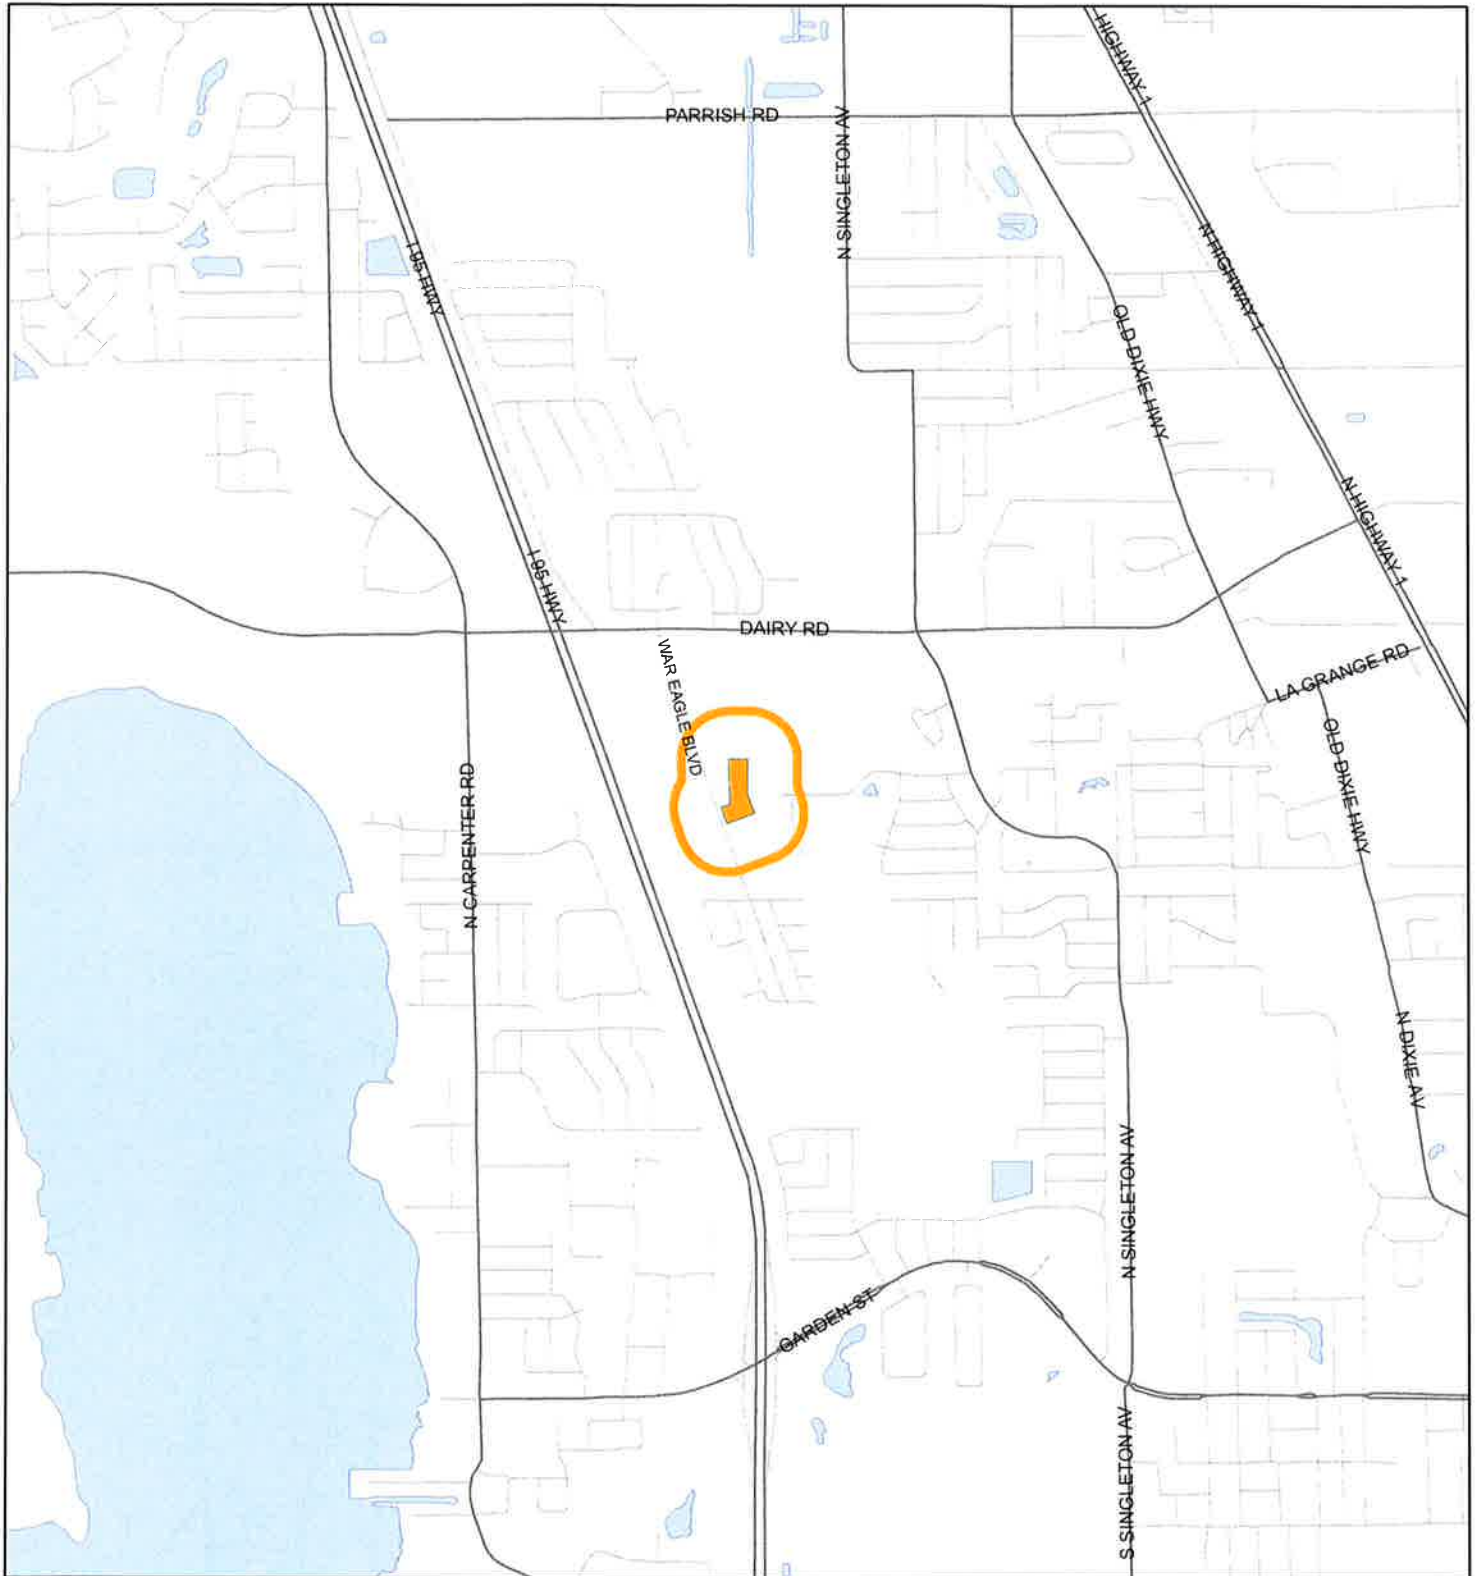 HIGHWAY 1
PARRISH RD
N SINGLETON AV
I 95 HWY
N HIGHWAY 1
OLD DIXIE HWY
N HIGHWAY 1
I 95 HWY
DAIRY RD
WAR EAGLE BLVD
LA GRANGE RD
OLD DIXIE HWY
N CARPENTER RD
N DIXIE AV
N SINGLETON AV
GARDEN ST
S SINGLETON AV